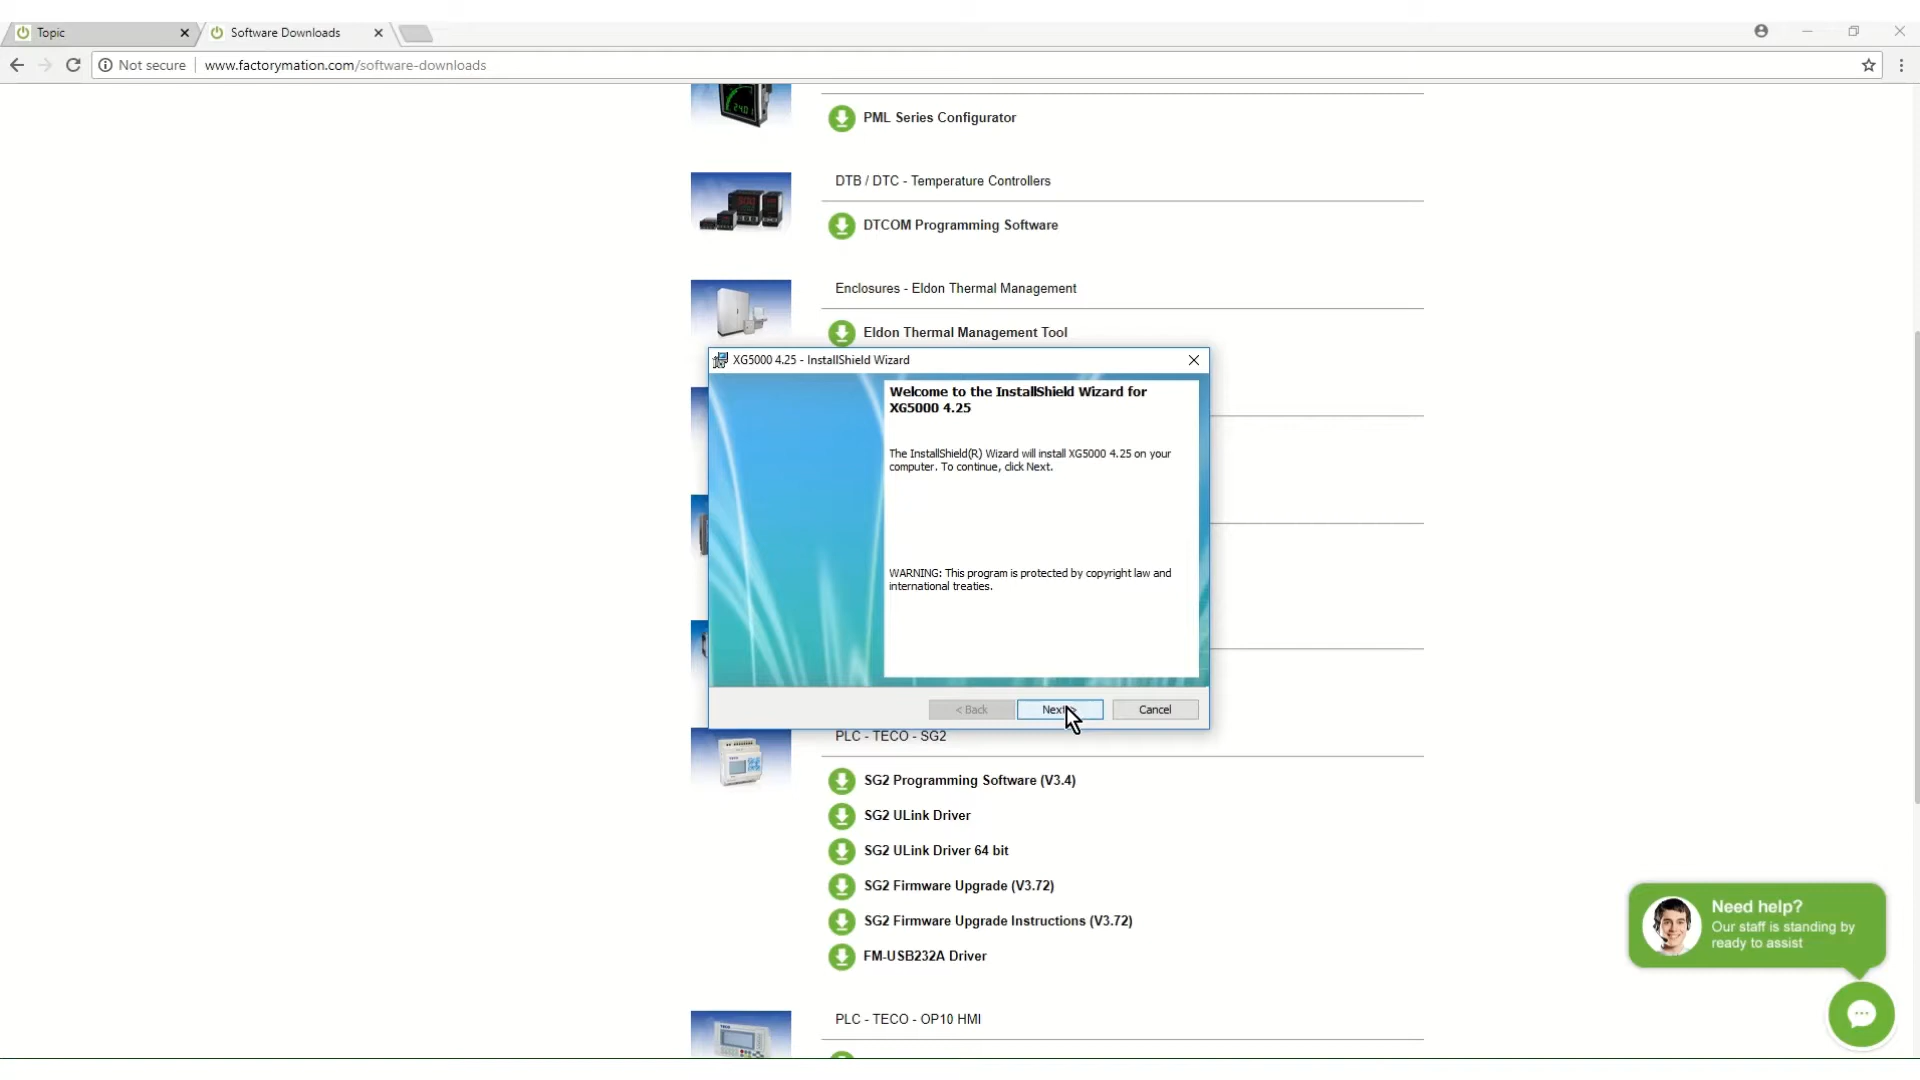 Topic
Software Downloads
Not secure
www.factorymation.com/software-downloads
PML Series Configurator
DTB / DTC - Temperature Controllers
DTCOM Programming Software
Enclosures - Eldon Thermal Management
Eldon Thermal Management Tool
XG5000 4.25 - InstallShield Wizard
Welcome to the InstallShield Wizard for
XG5000 4.25
The InstallShield(R) Wizard will install XG5000 4.25 on your
computer. To continue, click Next.
WARNING: This program is protected by copyright law and
international treaties.
< Back
Next >
Cancel
PLC - TECO - SG2
SG2 Programming Software (V3.4)
SG2 ULink Driver
SG2 ULink Driver 64 bit
SG2 Firmware Upgrade (V3.72)
SG2 Firmware Upgrade Instructions (V3.72)
FM-USB232A Driver
Need help?
Our staff is standing by
ready to assist
PLC - TECO - OP10 HMI